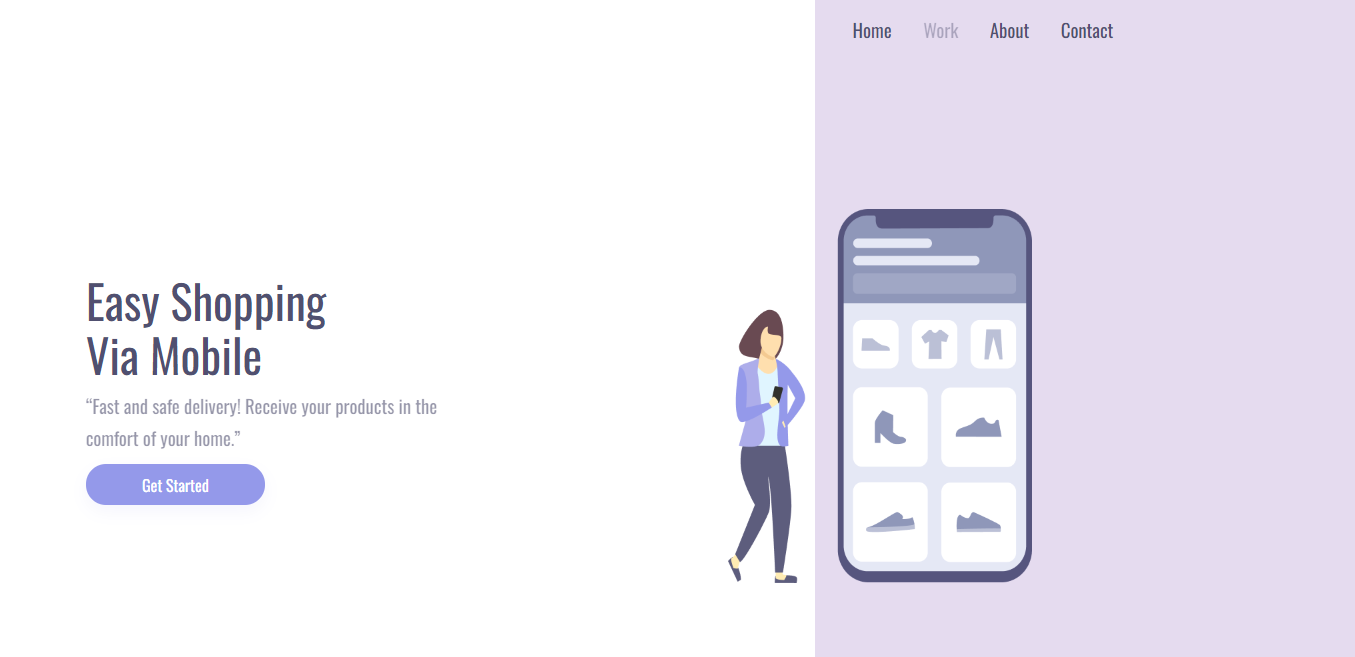 Home Work About Contact
Easy Shopping
Via Mobile
“Fast and safe delivery! Receive your products in the
comfort of your home.”
Get Started